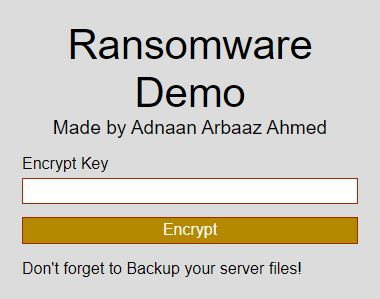 Ransomware
Demo
Made by Adnaan Arbaaz Ahmed
Encrypt Key
Encrypt
Don't forget to Backup your server files!